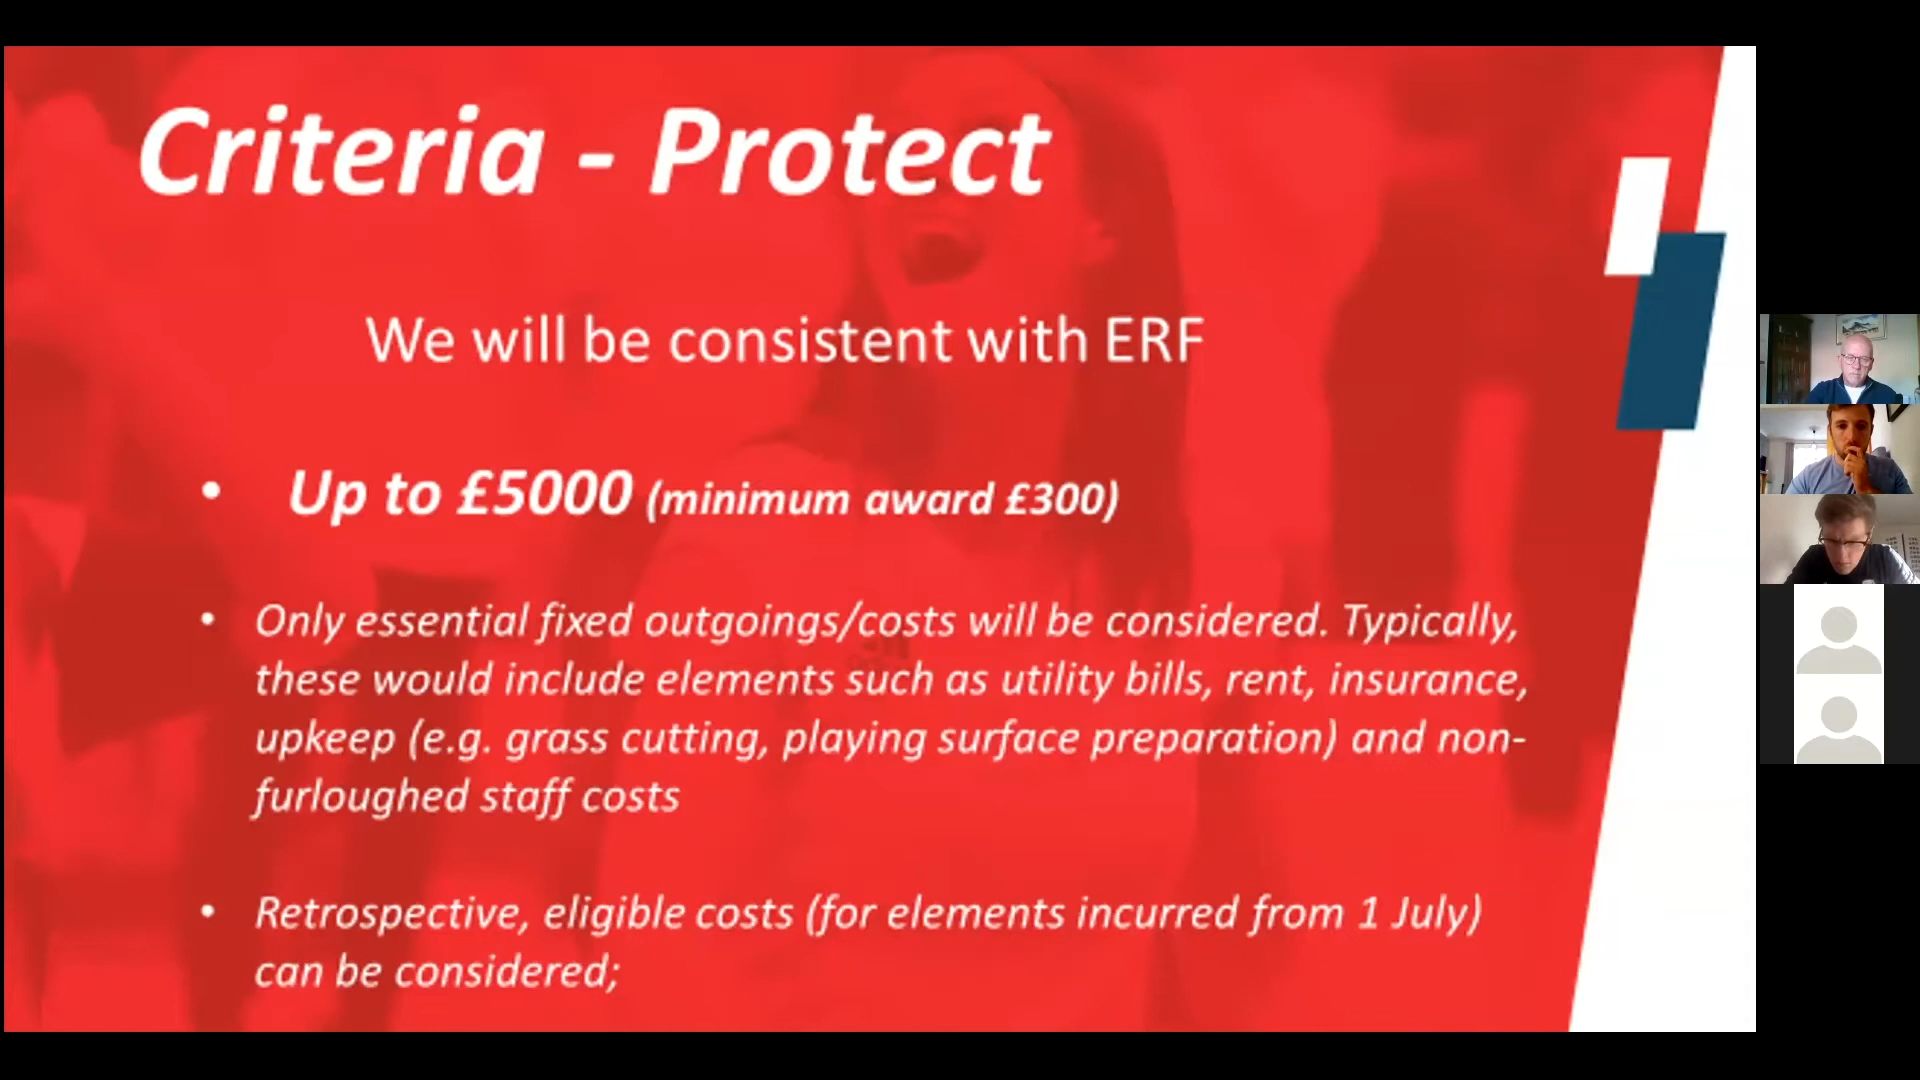 Criteria - Protect
We will be consistent with ERF
• Up to £5000 (minimum award £300)
• Only essential fixed outgoings/costs will be considered. Typically,
these would include elements such as utility bills, rent, insurance,
upkeep (e.g. grass cutting, playing surface preparation) and non-
furloughed staff costs
• Retrospective, eligible costs (for elements incurred from 1 July)
can be considered;